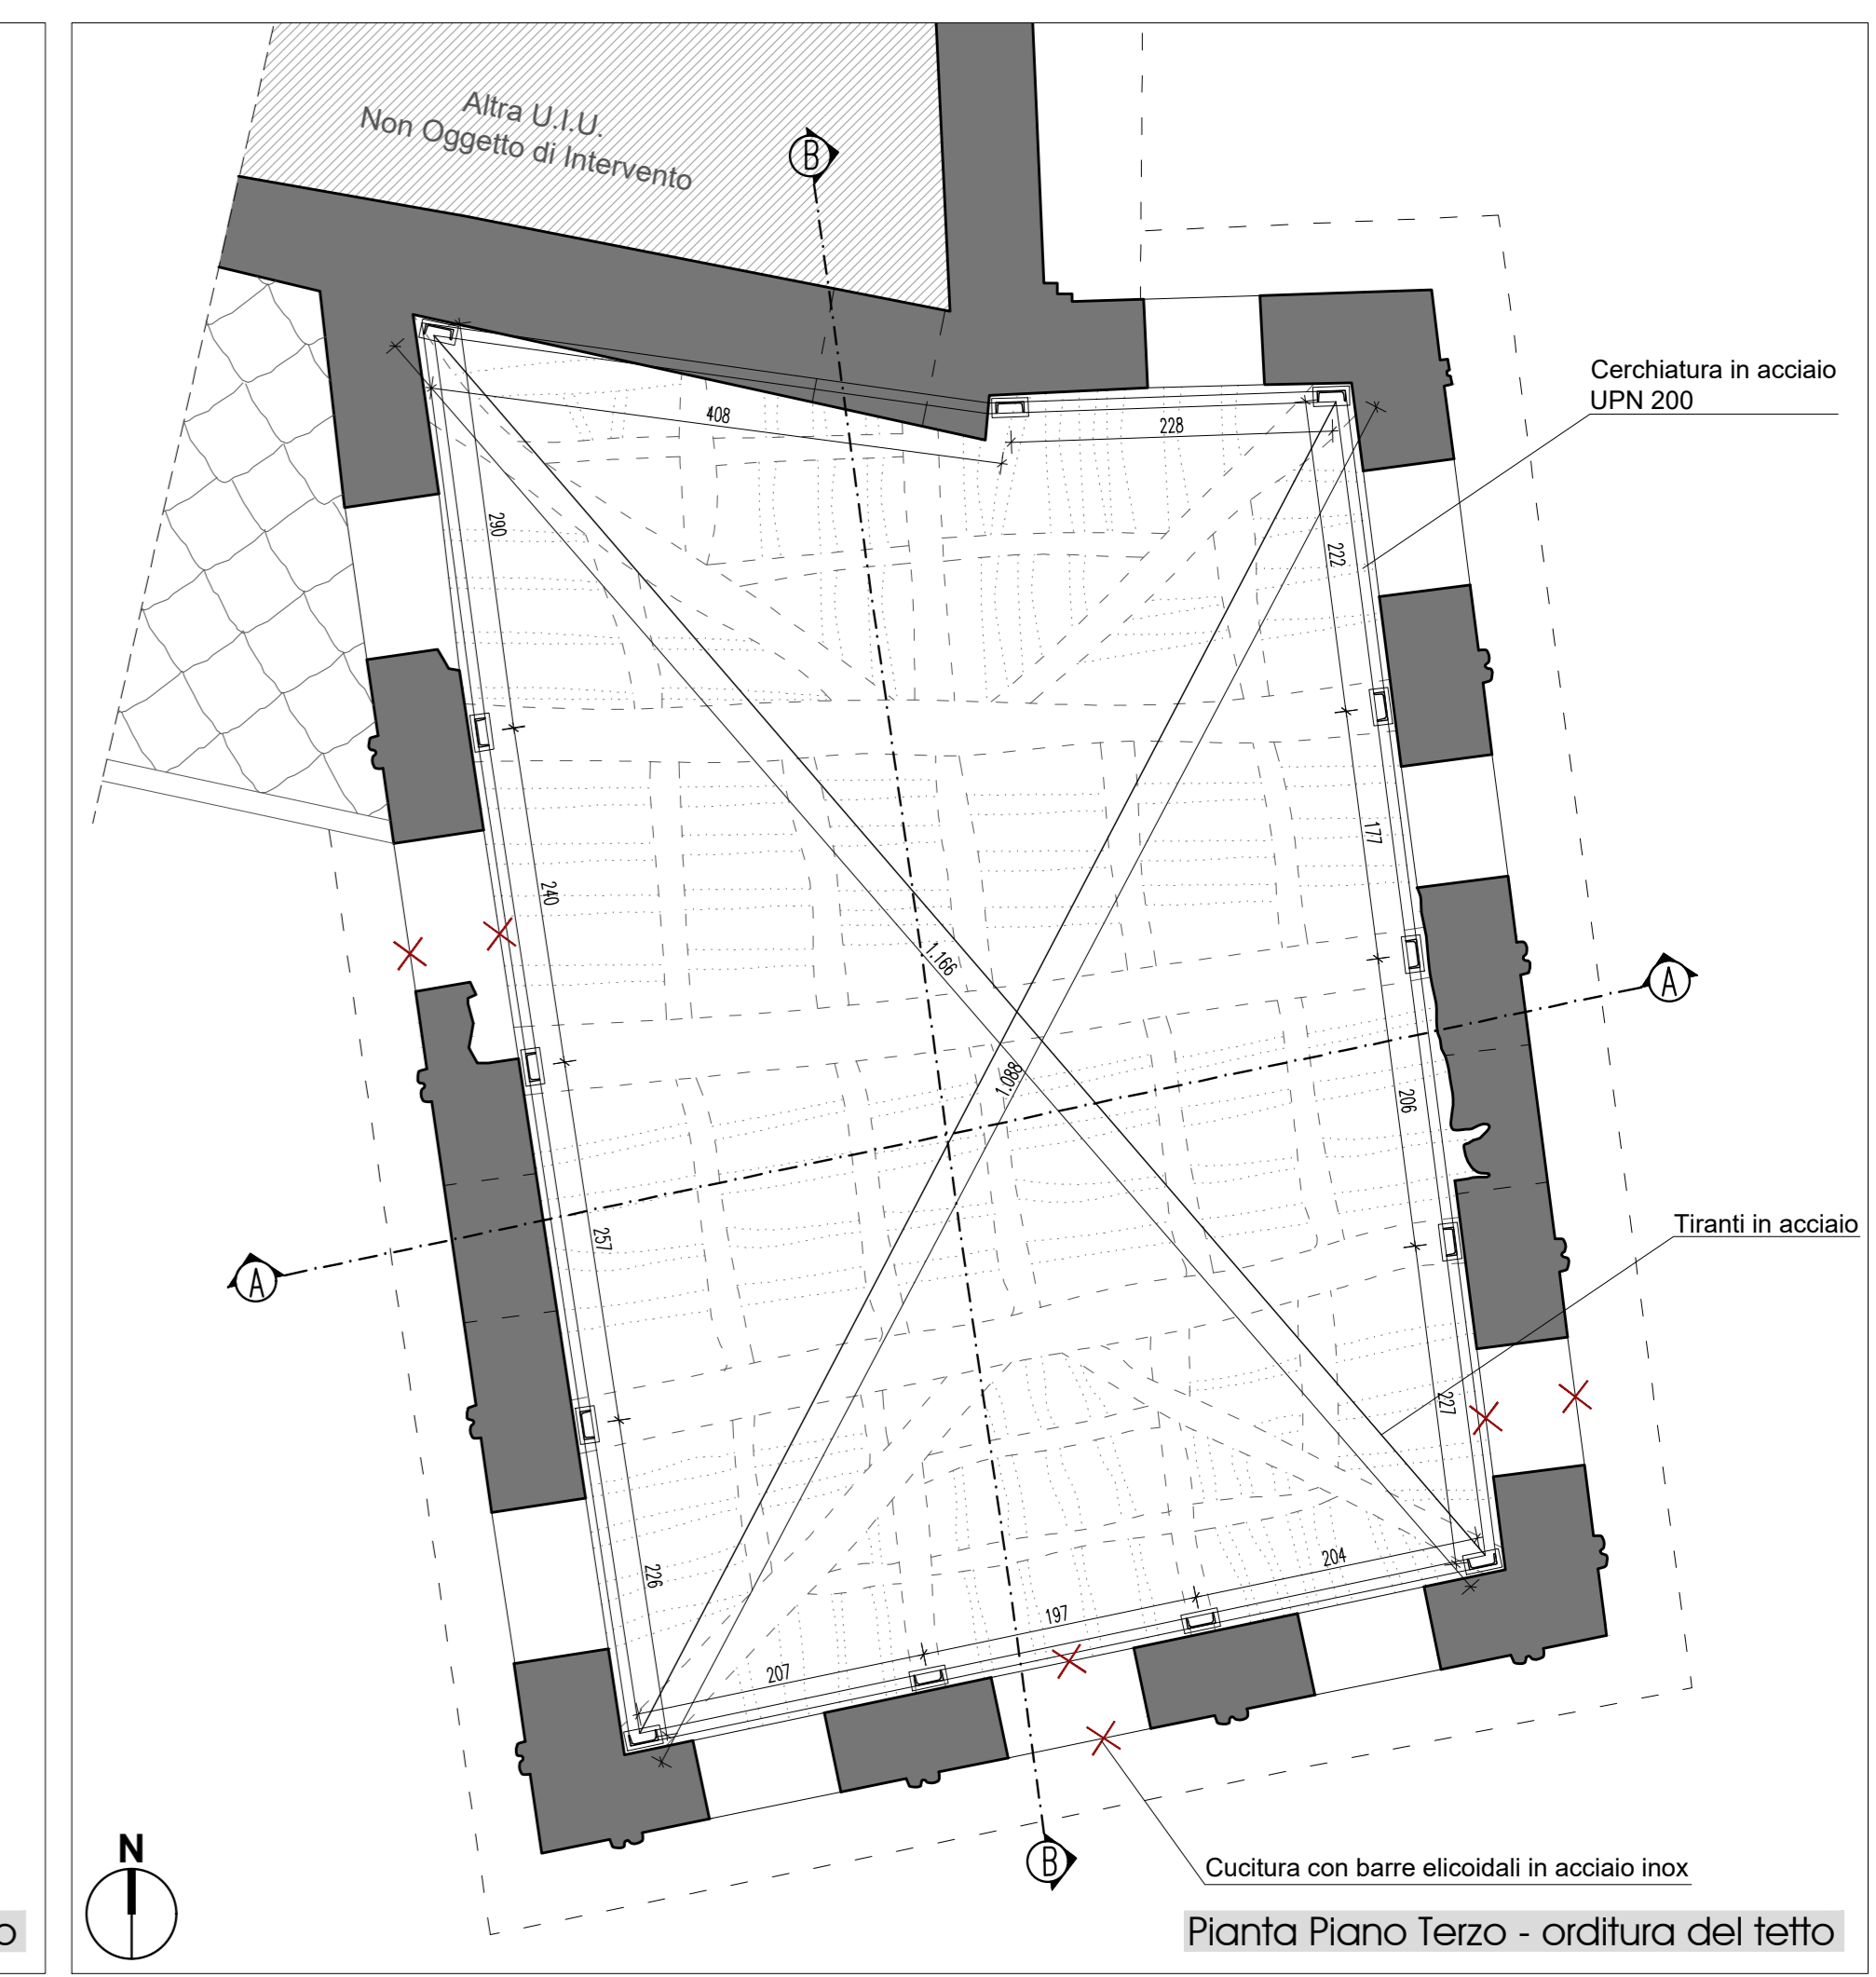 Altra U.I.U.
Non Oggetto di Intervento
B
408
228
Cerchiatura in acciaio
UPN 200
290
222
177
240
1.166
A
1.088
206
Tiranti in acciaio
257
A
227
226
204
197
207
N
B
Cucitura con barre elicoidali in acciaio inox
o
Pianta Piano Terzo - orditura del tetto